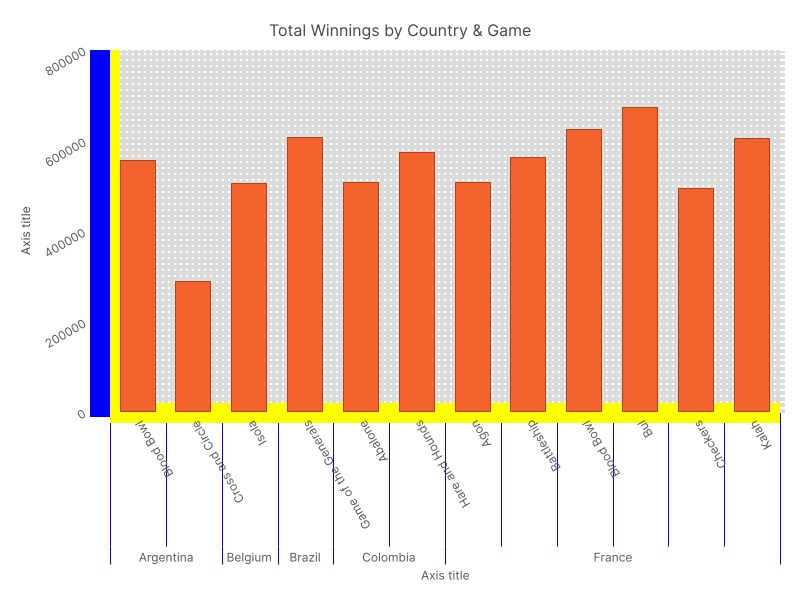 Total Winnings by Country & Game
800000
600000
400000
200000
0
Axis title
Blood Bowl
Cross and Circle
Isola
Game of the Generals
Abalone
Hare and Hounds
Agon
Battleship
Blood Bowl
Bul
Checkers
Kalah
Argentina
Belgium
Brazil
Colombia
France
Axis title